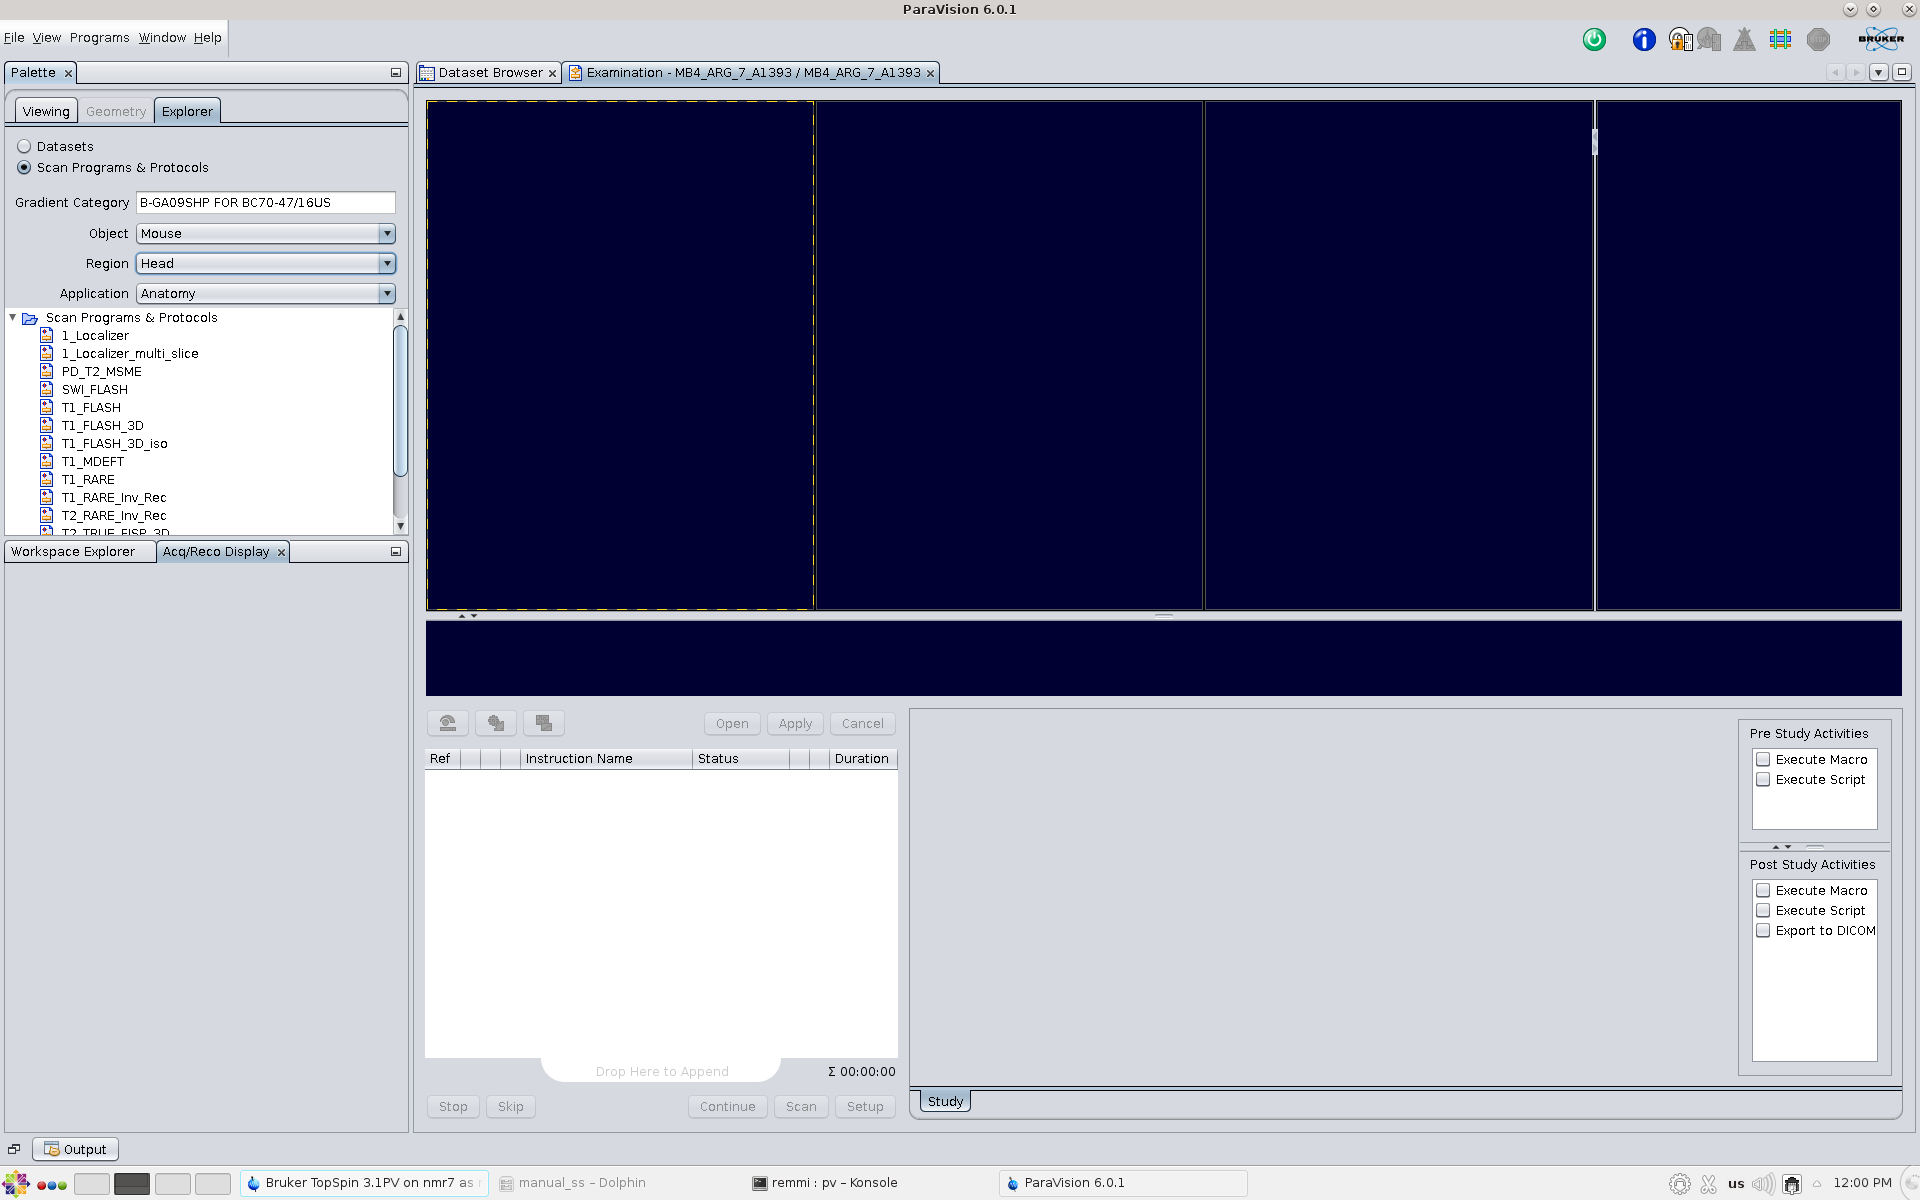 ParaVision 6.0.1
File View Programs Window Help
BRUKER
Palette
Dataset Browser
Examination - MB4_ARG_7_A1393 / MB4_ARG_7_A1393
Viewing Geometry Explorer
Datasets
Scan Programs & Protocols
Gradient Category B-GA09SHP FOR BC70-47/16US
Object Mouse
Region Head
Application Anatomy
Scan Programs & Protocols
1_Localizer
1_Localizer_multi_slice
PD_T2_MSME
SWI_FLASH
T1_FLASH
T1_FLASH_3D
T1_FLASH_3D_iso
T1_MDEFT
T1_RARE
T1_RARE_Inv_Rec
T2_RARE_Inv_Rec
T2_TRUE_FISP_3D
Workspace Explorer Acq/Reco Display
Open Apply Cancel
Ref Instruction Name Status Duration
Drop Here to Append
Σ 00:00:00
Stop Skip Continue Scan Setup
Pre Study Activities
Execute Macro
Execute Script
Post Study Activities
Execute Macro
Execute Script
Export to DICOM
Study
Output
Bruker TopSpin 3.1PV on nmr7 as
manual_ss – Dolphin
remmi : pv – Konsole
ParaVision 6.0.1
us
12:00 PM